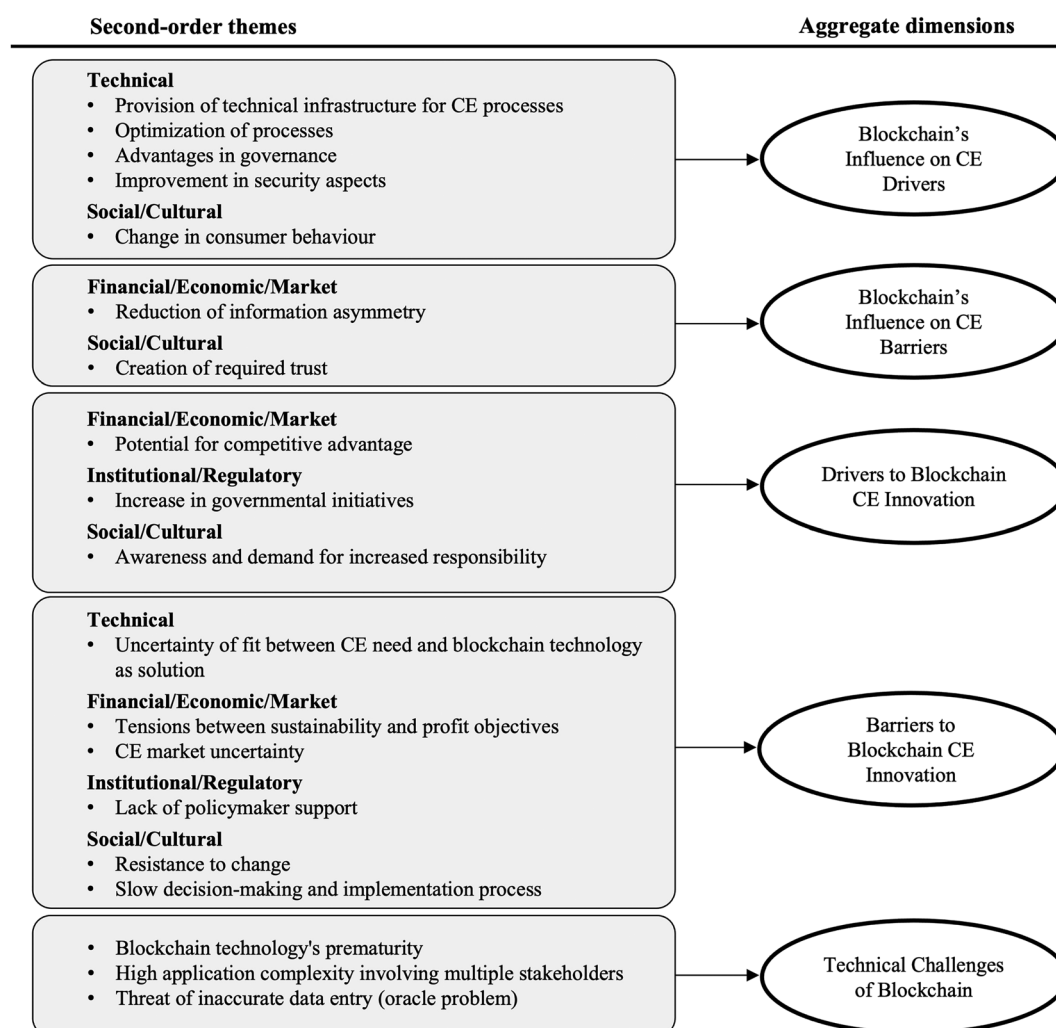 Second-order themes
Aggregate dimensions
Technical
• Provision of technical infrastructure for CE processes
• Optimization of processes
• Advantages in governance
• Improvement in security aspects
Social/Cultural
• Change in consumer behaviour
Blockchain's
Influence on CE
Drivers
Financial/Economic/Market
• Reduction of information asymmetry
Social/Cultural
• Creation of required trust
Blockchain's
Influence on CE
Barriers
Financial/Economic/Market
• Potential for competitive advantage
Institutional/Regulatory
• Increase in governmental initiatives
Social/Cultural
• Awareness and demand for increased responsibility
Drivers to Blockchain
CE Innovation
Technical
• Uncertainty of fit between CE need and blockchain technology
as solution
Financial/Economic/Market
• Tensions between sustainability and profit objectives
• CE market uncertainty
Institutional/Regulatory
• Lack of policymaker support
Social/Cultural
• Resistance to change
• Slow decision-making and implementation process
Barriers to
Blockchain CE
Innovation
• Blockchain technology's prematurity
• High application complexity involving multiple stakeholders
• Threat of inaccurate data entry (oracle problem)
Technical Challenges
of Blockchain